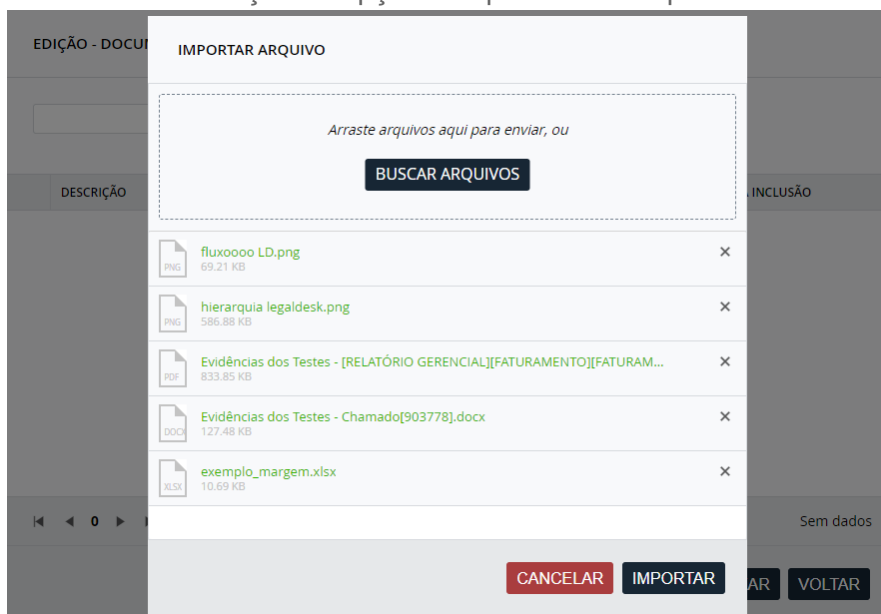 EDIÇÃO - DOCU
IMPORTAR ARQUIVO
Arraste arquivos aqui para enviar, ou
BUSCAR ARQUIVOS
DESCRIÇÃO
INCLUSÃO
PNG
fluxoooo LD.png
69.21 KB
PNG
hierarquia legaldesk.png
586.88 KB
PDF
Evidências dos Testes - [RELATÓRIO GERENCIAL][FATURAMENTO][FATURAM...
833.85 KB
DOCX
Evidências dos Testes - Chamado[903778].docx
127.48 KB
XLSX
exemplo_margem.xlsx
10.69 KB
0
Sem dados
CANCELAR
IMPORTAR
AR
VOLTAR